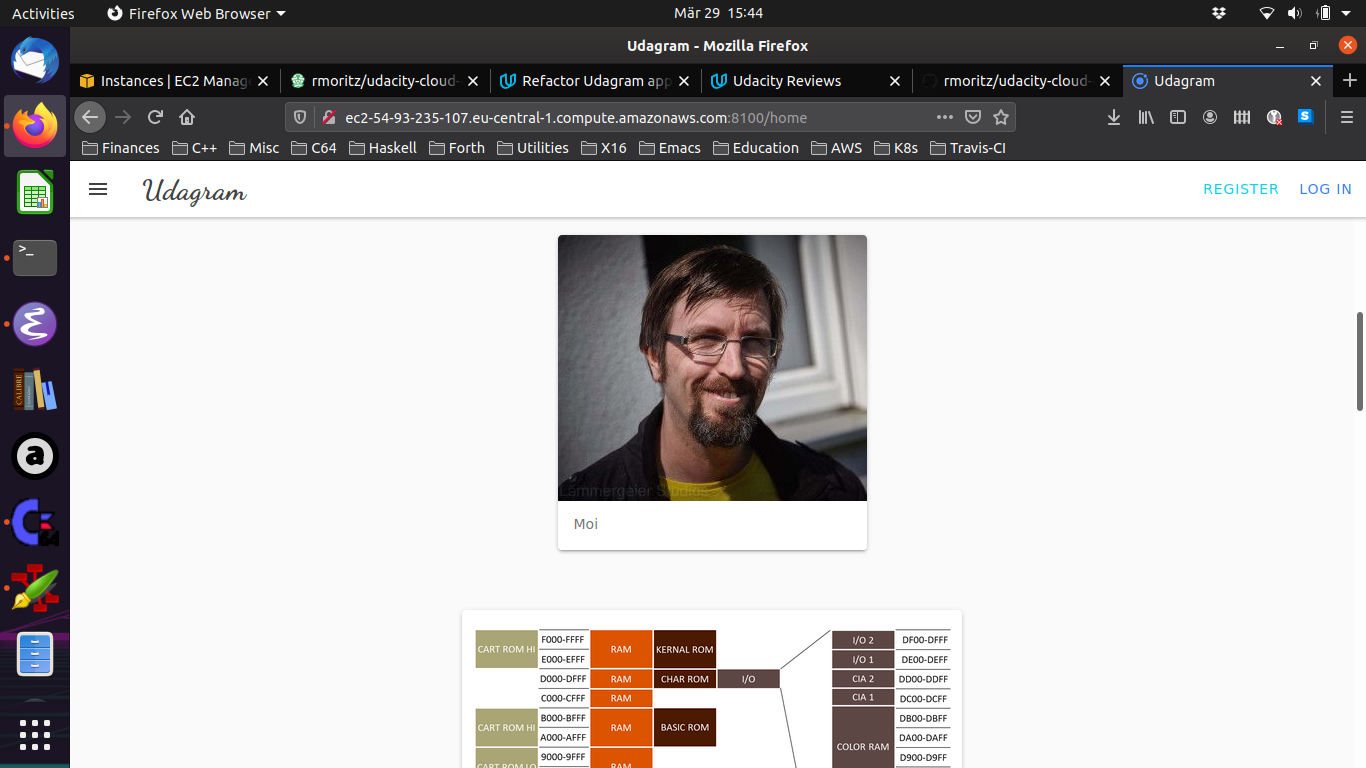 Activities Firefox Web Browser Mär 29 15:44
Udagram - Mozilla Firefox
Instances | EC2 Manag rmoritz/udacity-cloud- Refactor Udagram app Udacity Reviews rmoritz/udacity-cloud- Udagram
ec2-54-93-235-107.eu-central-1.compute.amazonaws.com:8100/home
Finances C++ Misc C64 Haskell Forth Utilities X16 Emacs Education AWS K8s Travis-CI
Udagram REGISTER LOG IN
Lämmergeier Studios
Moi
CART ROM HI F000-FFFF RAM KERNAL ROM I/O 2 DF00-DFFF
E000-EFFF I/O 1 DE00-DEFF
D000-DFFF RAM CHAR ROM I/O CIA 2 DD00-DDFF
C000-CFFF RAM CIA 1 DC00-DCFF
CART ROM HI B000-BFFF RAM BASIC ROM COLOR RAM DB00-DBFF
A000-AFFF DA00-DAFF
CART ROM LO 9000-9FFF RAM D900-D9FF
CALIBRE
>_
a
S
64